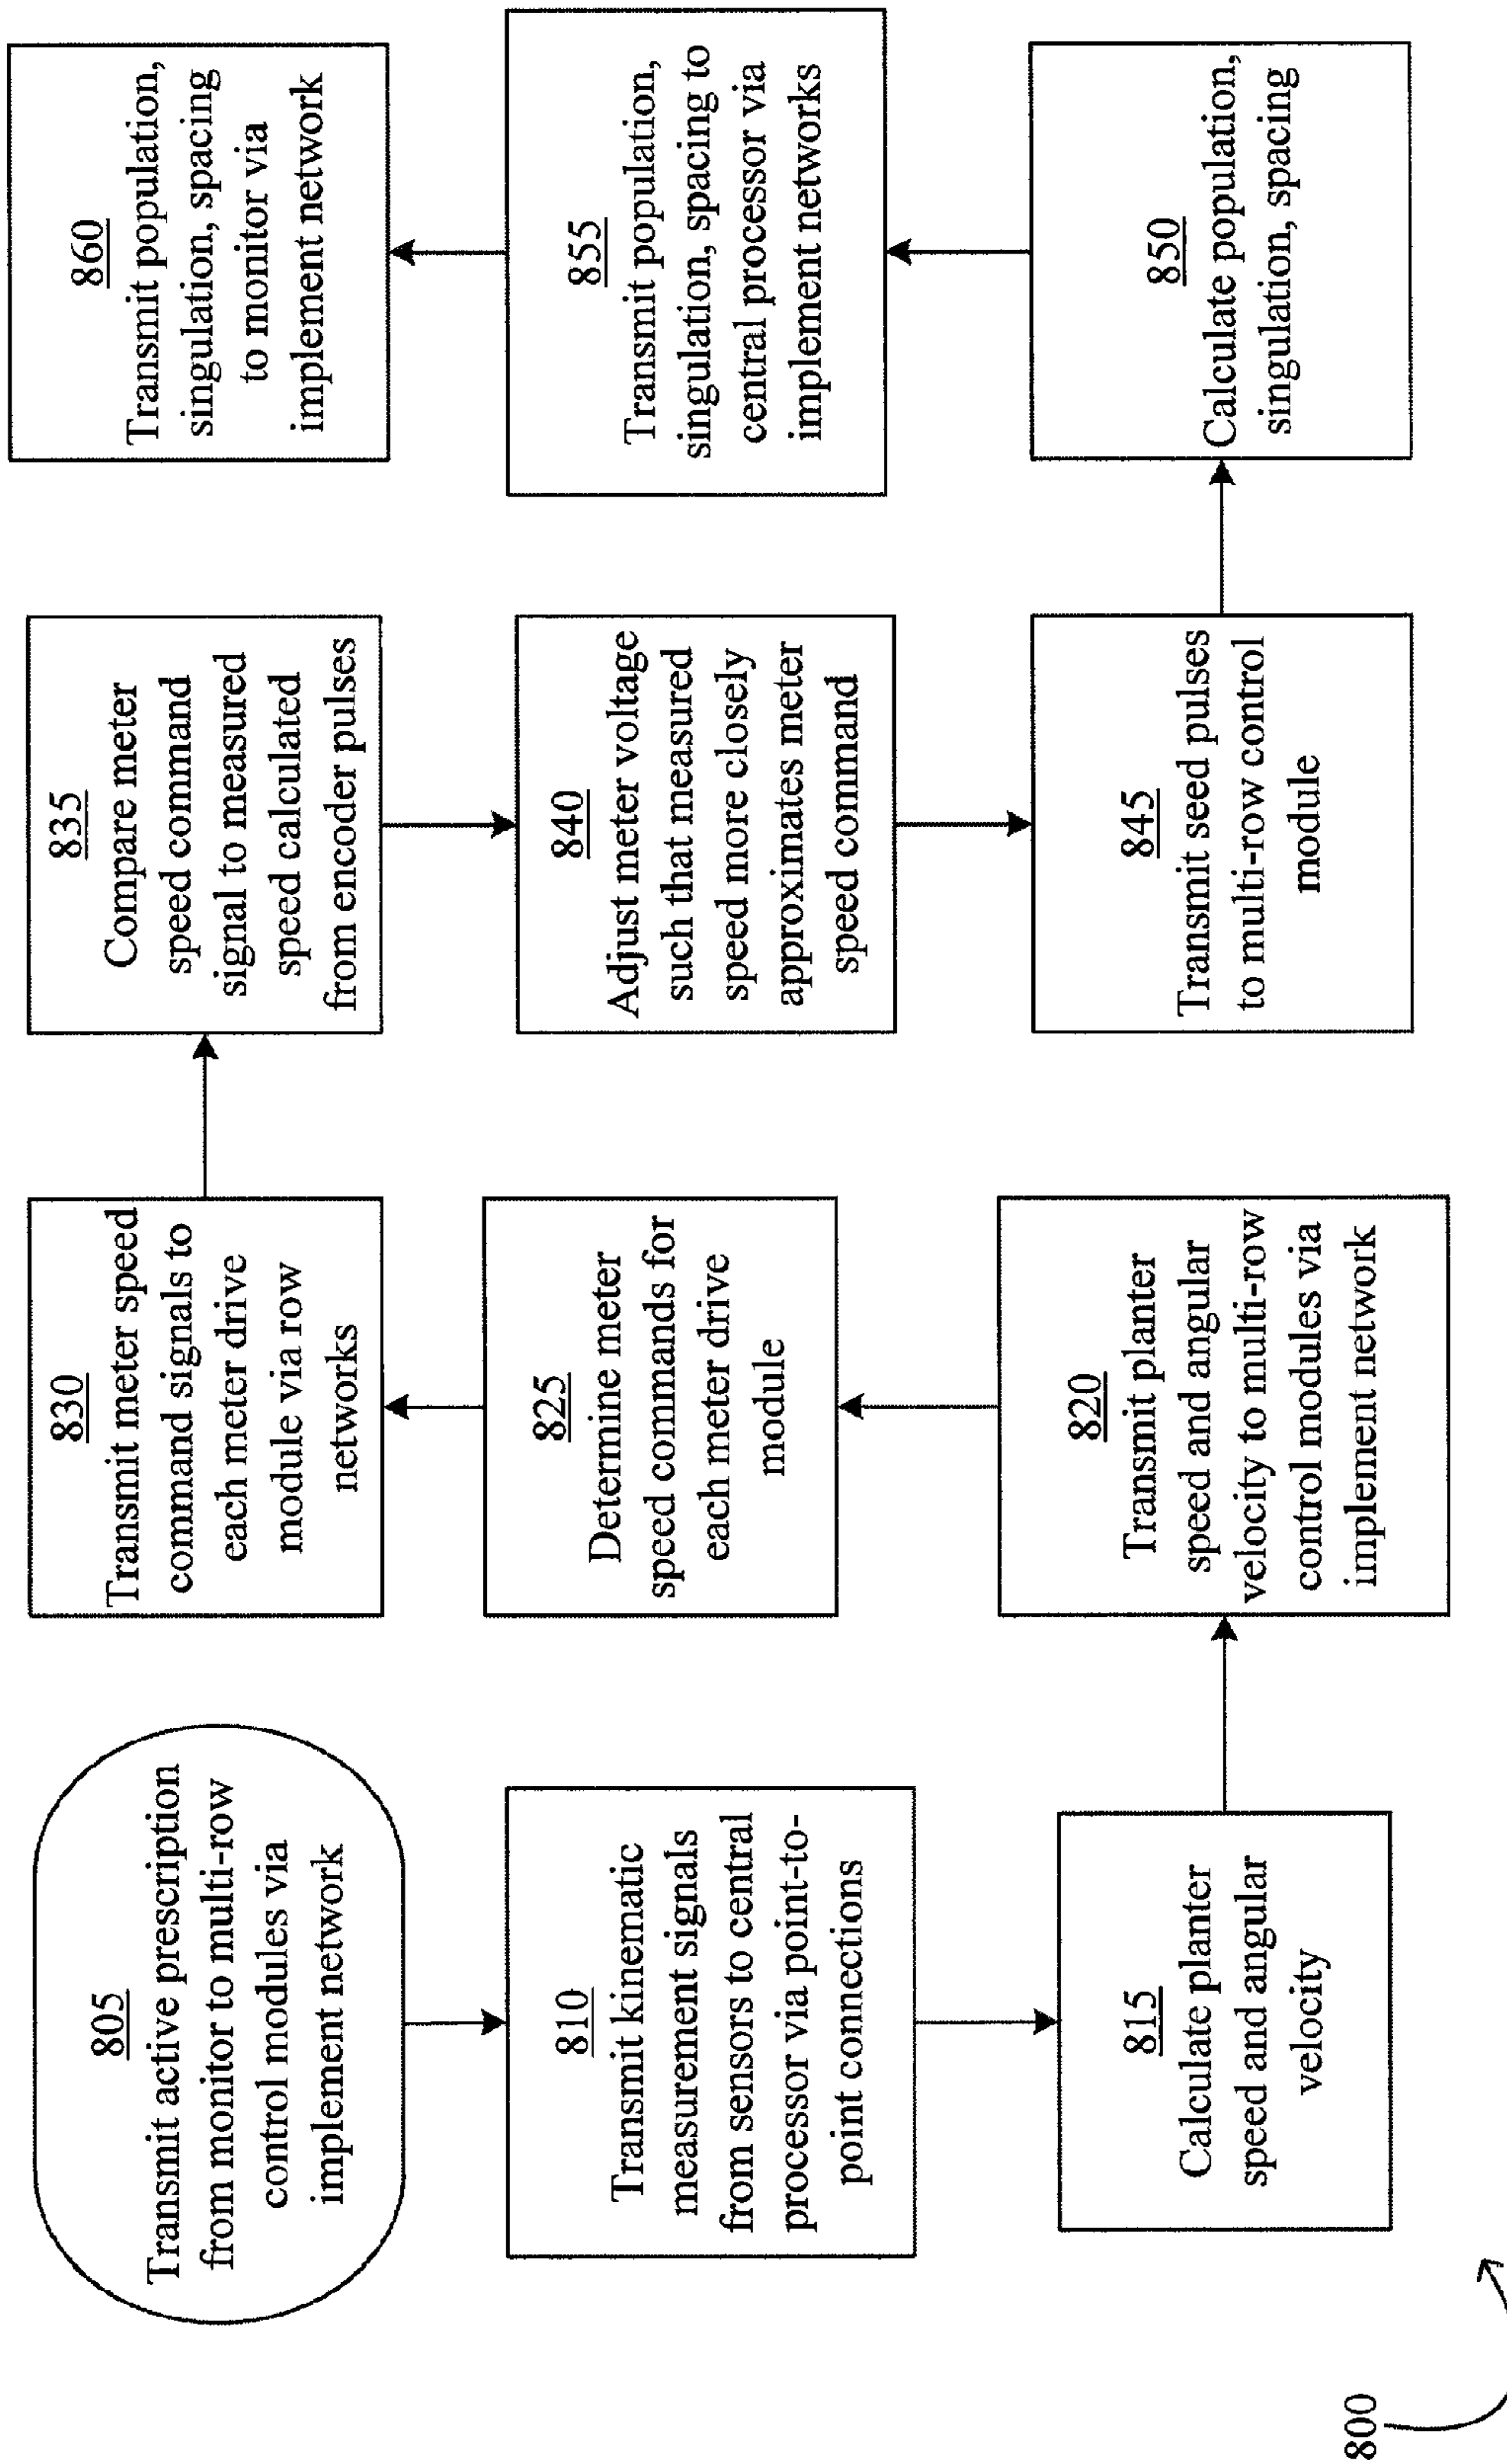 805
Transmit active prescription
from monitor to multi-row
control modules via
implement network
810
Transmit kinematic
measurement signals
from sensors to central
processor via point-to-
point connections
815
Calculate planter
speed and angular
velocity
820
Transmit planter
speed and angular
velocity to multi-row
control modules via
implement network
825
Determine meter
speed commands for
each meter drive
module
830
Transmit meter speed
command signals to
each meter drive
module via row
networks
835
Compare meter
speed command
signal to measured
speed calculated
from encoder pulses
840
Adjust meter voltage
such that measured
speed more closely
approximates meter
speed command
845
Transmit seed pulses
to multi-row control
module
850
Calculate population,
singulation, spacing
855
Transmit population,
singulation, spacing to
central processor via
implement networks
860
Transmit population,
singulation, spacing
to monitor via
implement network
800